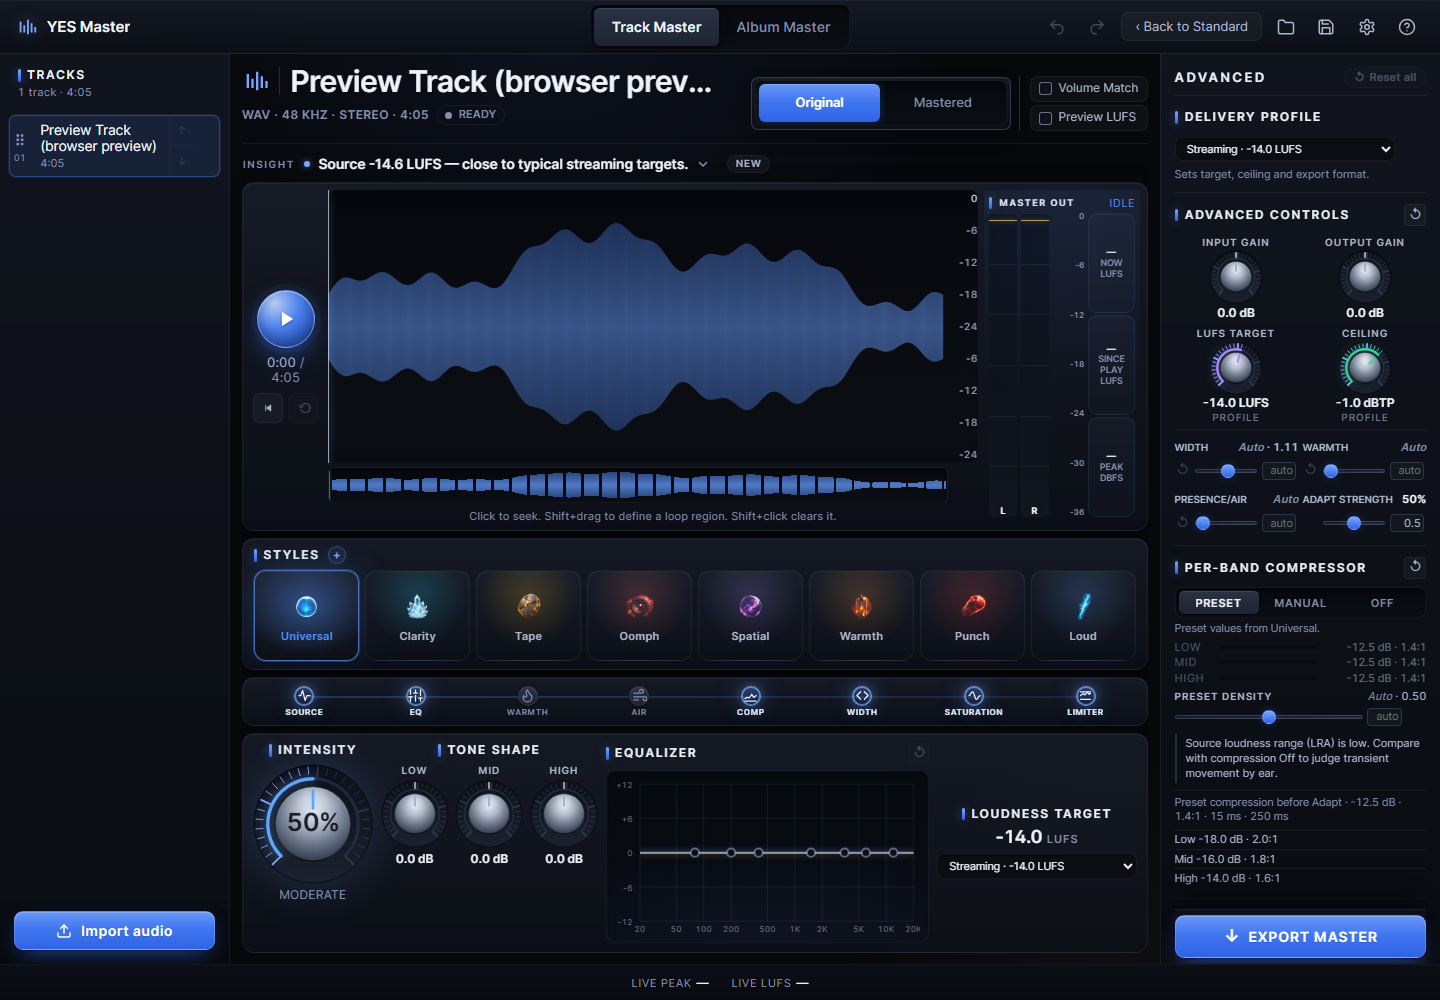 YES Master
Track Master
Album Master
‹ Back to Standard
TRACKS
1 track · 4:05
Preview Track
(browser preview)
01
4:05
Import audio
Preview Track (browser prev...
WAV · 48 KHZ · STEREO · 4:05
READY
Original
Mastered
Volume Match
Preview LUFS
INSIGHT
Source -14.6 LUFS — close to typical streaming targets.
NEW
0:00 /
4:05
0
-6
-12
-18
-24
-6
-12
-18
-24
Click to seek. Shift+drag to define a loop region. Shift+click clears it.
MASTER OUT
IDLE
0
-6
-12
-18
-24
-30
-36
L
R
—
NOW
LUFS
—
SINCE
PLAY
LUFS
—
PEAK
DBFS
STYLES
+
Universal
Clarity
Tape
Oomph
Spatial
Warmth
Punch
Loud
SOURCE
EQ
WARMTH
AIR
COMP
WIDTH
SATURATION
LIMITER
INTENSITY
50%
MODERATE
TONE SHAPE
LOW
MID
HIGH
0.0 dB
0.0 dB
0.0 dB
EQUALIZER
+12
+6
0
-6
-12
20
50
100
200
500
1K
2K
5K
10K
20K
LOUDNESS TARGET
-14.0 LUFS
Streaming · -14.0 LUFS
ADVANCED
Reset all
DELIVERY PROFILE
Streaming · -14.0 LUFS
Sets target, ceiling and export format.
ADVANCED CONTROLS
INPUT GAIN
OUTPUT GAIN
0.0 dB
0.0 dB
LUFS TARGET
CEILING
-14.0 LUFS
-1.0 dBTP
PROFILE
PROFILE
WIDTH
Auto · 1.11
WARMTH
Auto
auto
auto
PRESENCE/AIR
Auto
ADAPT STRENGTH
50%
auto
0.5
PER-BAND COMPRESSOR
PRESET
MANUAL
OFF
Preset values from Universal.
LOW
-12.5 dB · 1.4:1
MID
-12.5 dB · 1.4:1
HIGH
-12.5 dB · 1.4:1
PRESET DENSITY
Auto · 0.50
auto
Source loudness range (LRA) is low. Compare
with compression Off to judge transient
movement by ear.
Preset compression before Adapt · -12.5 dB ·
1.4:1 · 15 ms · 250 ms
Low -18.0 dB · 2.0:1
Mid -16.0 dB · 1.8:1
High -14.0 dB · 1.6:1
EXPORT MASTER
LIVE PEAK —
LIVE LUFS —